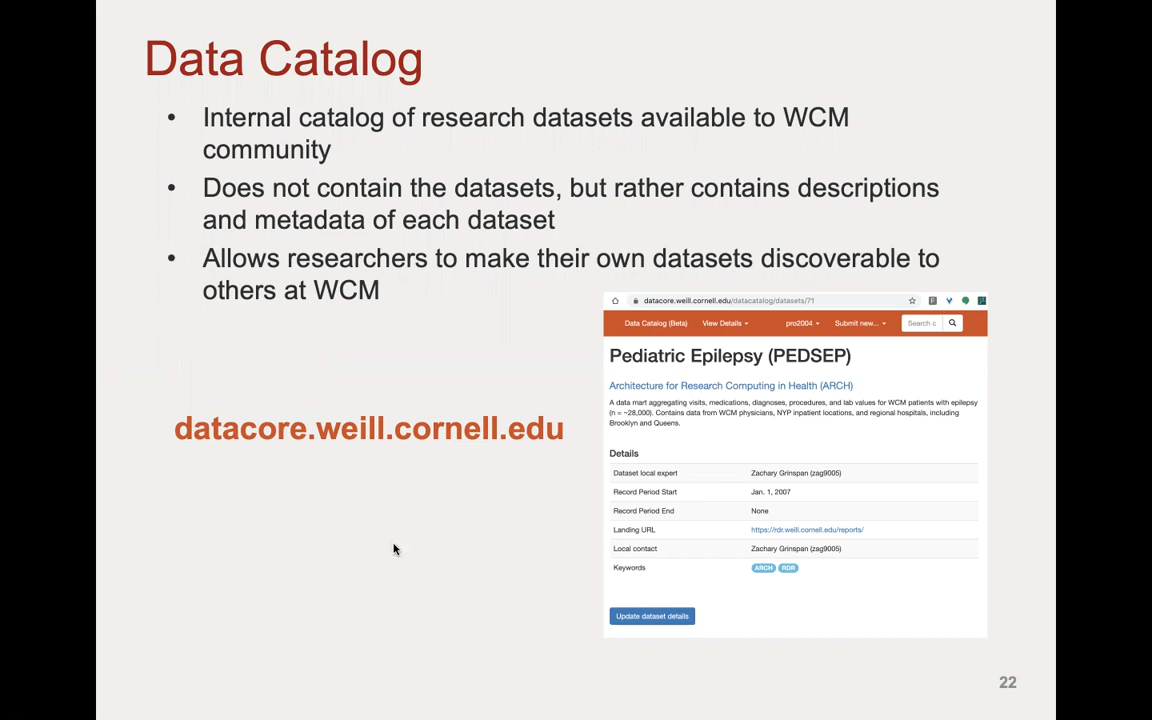 Data Catalog
• Internal catalog of research datasets available to WCM
community
• Does not contain the datasets, but rather contains descriptions
and metadata of each dataset
• Allows researchers to make their own datasets discoverable to
others at WCM
datacore.weill.cornell.edu
datacore.weill.cornell.edu/datacatalog/datasets/71
Data Catalog (Beta) View Details pro2004 Submit new... Search c
Pediatric Epilepsy (PEDSEP)
Architecture for Research Computing in Health (ARCH)
A data mart aggregating visits, medications, diagnoses, procedures, and lab values for WCM patients with epilepsy
(n = ~28,000). Contains data from WCM physicians, NYP inpatient locations, and regional hospitals, including
Brooklyn and Queens.
Details
Dataset local expert Zachary Grinspan (zag9005)
Record Period Start Jan. 1, 2007
Record Period End None
Landing URL https://rdr.weill.cornell.edu/reports/
Local contact Zachary Grinspan (zag9005)
Keywords ARCH RDR
Update dataset details
22